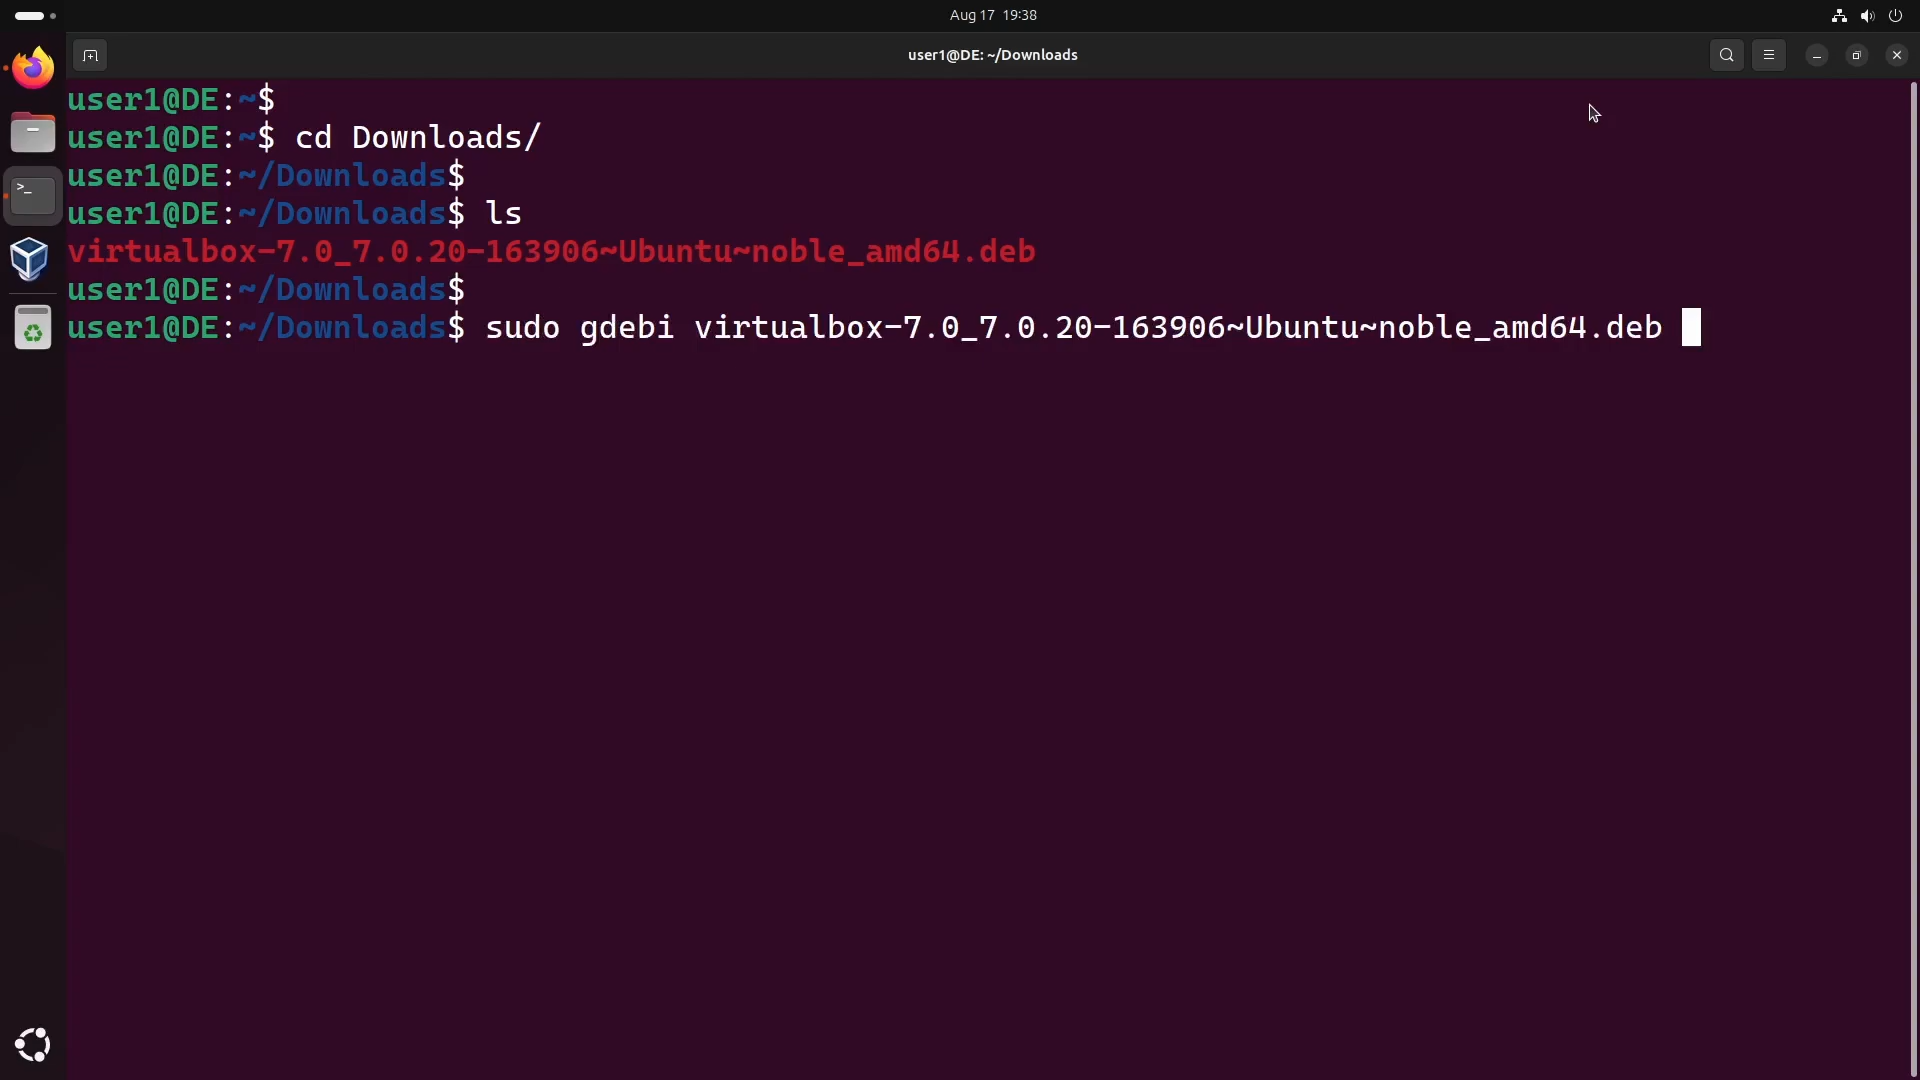 Aug 17 19:38
user1@DE: ~/Downloads
user1@DE:~$
user1@DE:~$ cd Downloads/
user1@DE:~/Downloads$
user1@DE:~/Downloads$ ls
virtualbox-7.0_7.0.20-163906~Ubuntu~noble_amd64.deb
user1@DE:~/Downloads$
user1@DE:~/Downloads$ sudo gdebi virtualbox-7.0_7.0.20-163906~Ubuntu~noble_amd64.deb